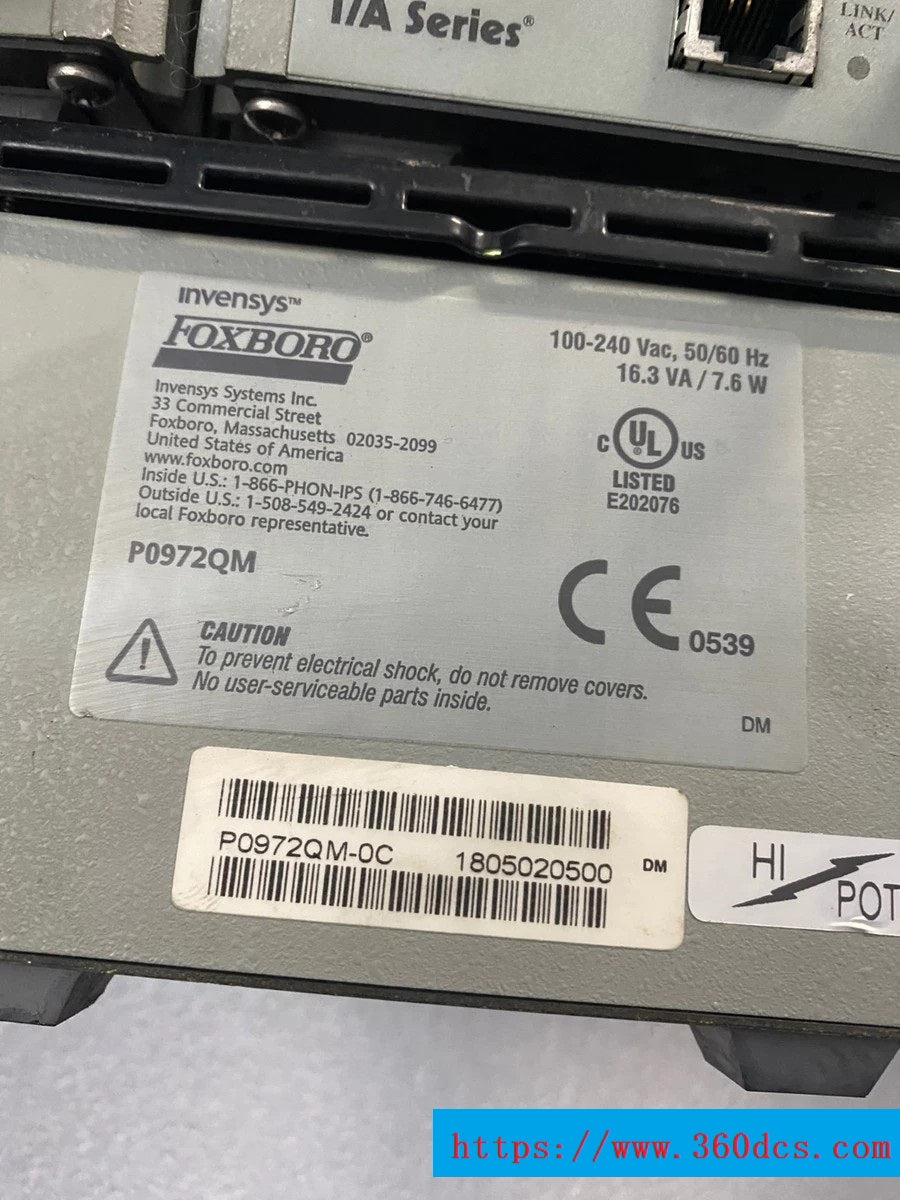 I/A Series®
LINK/
ACT
invensys™
FOXBORO®
Invensys Systems Inc.
33 Commercial Street
Foxboro, Massachusetts 02035-2099
United States of America
www.foxboro.com
Inside U.S.: 1-866-PHON-IPS (1-866-746-6477)
Outside U.S.: 1-508-549-2424 or contact your
local Foxboro representative.
P0972QM
100-240 Vac, 50/60 Hz
16.3 VA / 7.6 W
C UL® US
LISTED
E202076
CE 0539
CAUTION
To prevent electrical shock, do not remove covers.
No user-serviceable parts inside.
DM
P0972QM-0C 1805020500 DM
HI
POT
https://www.360dcs.com